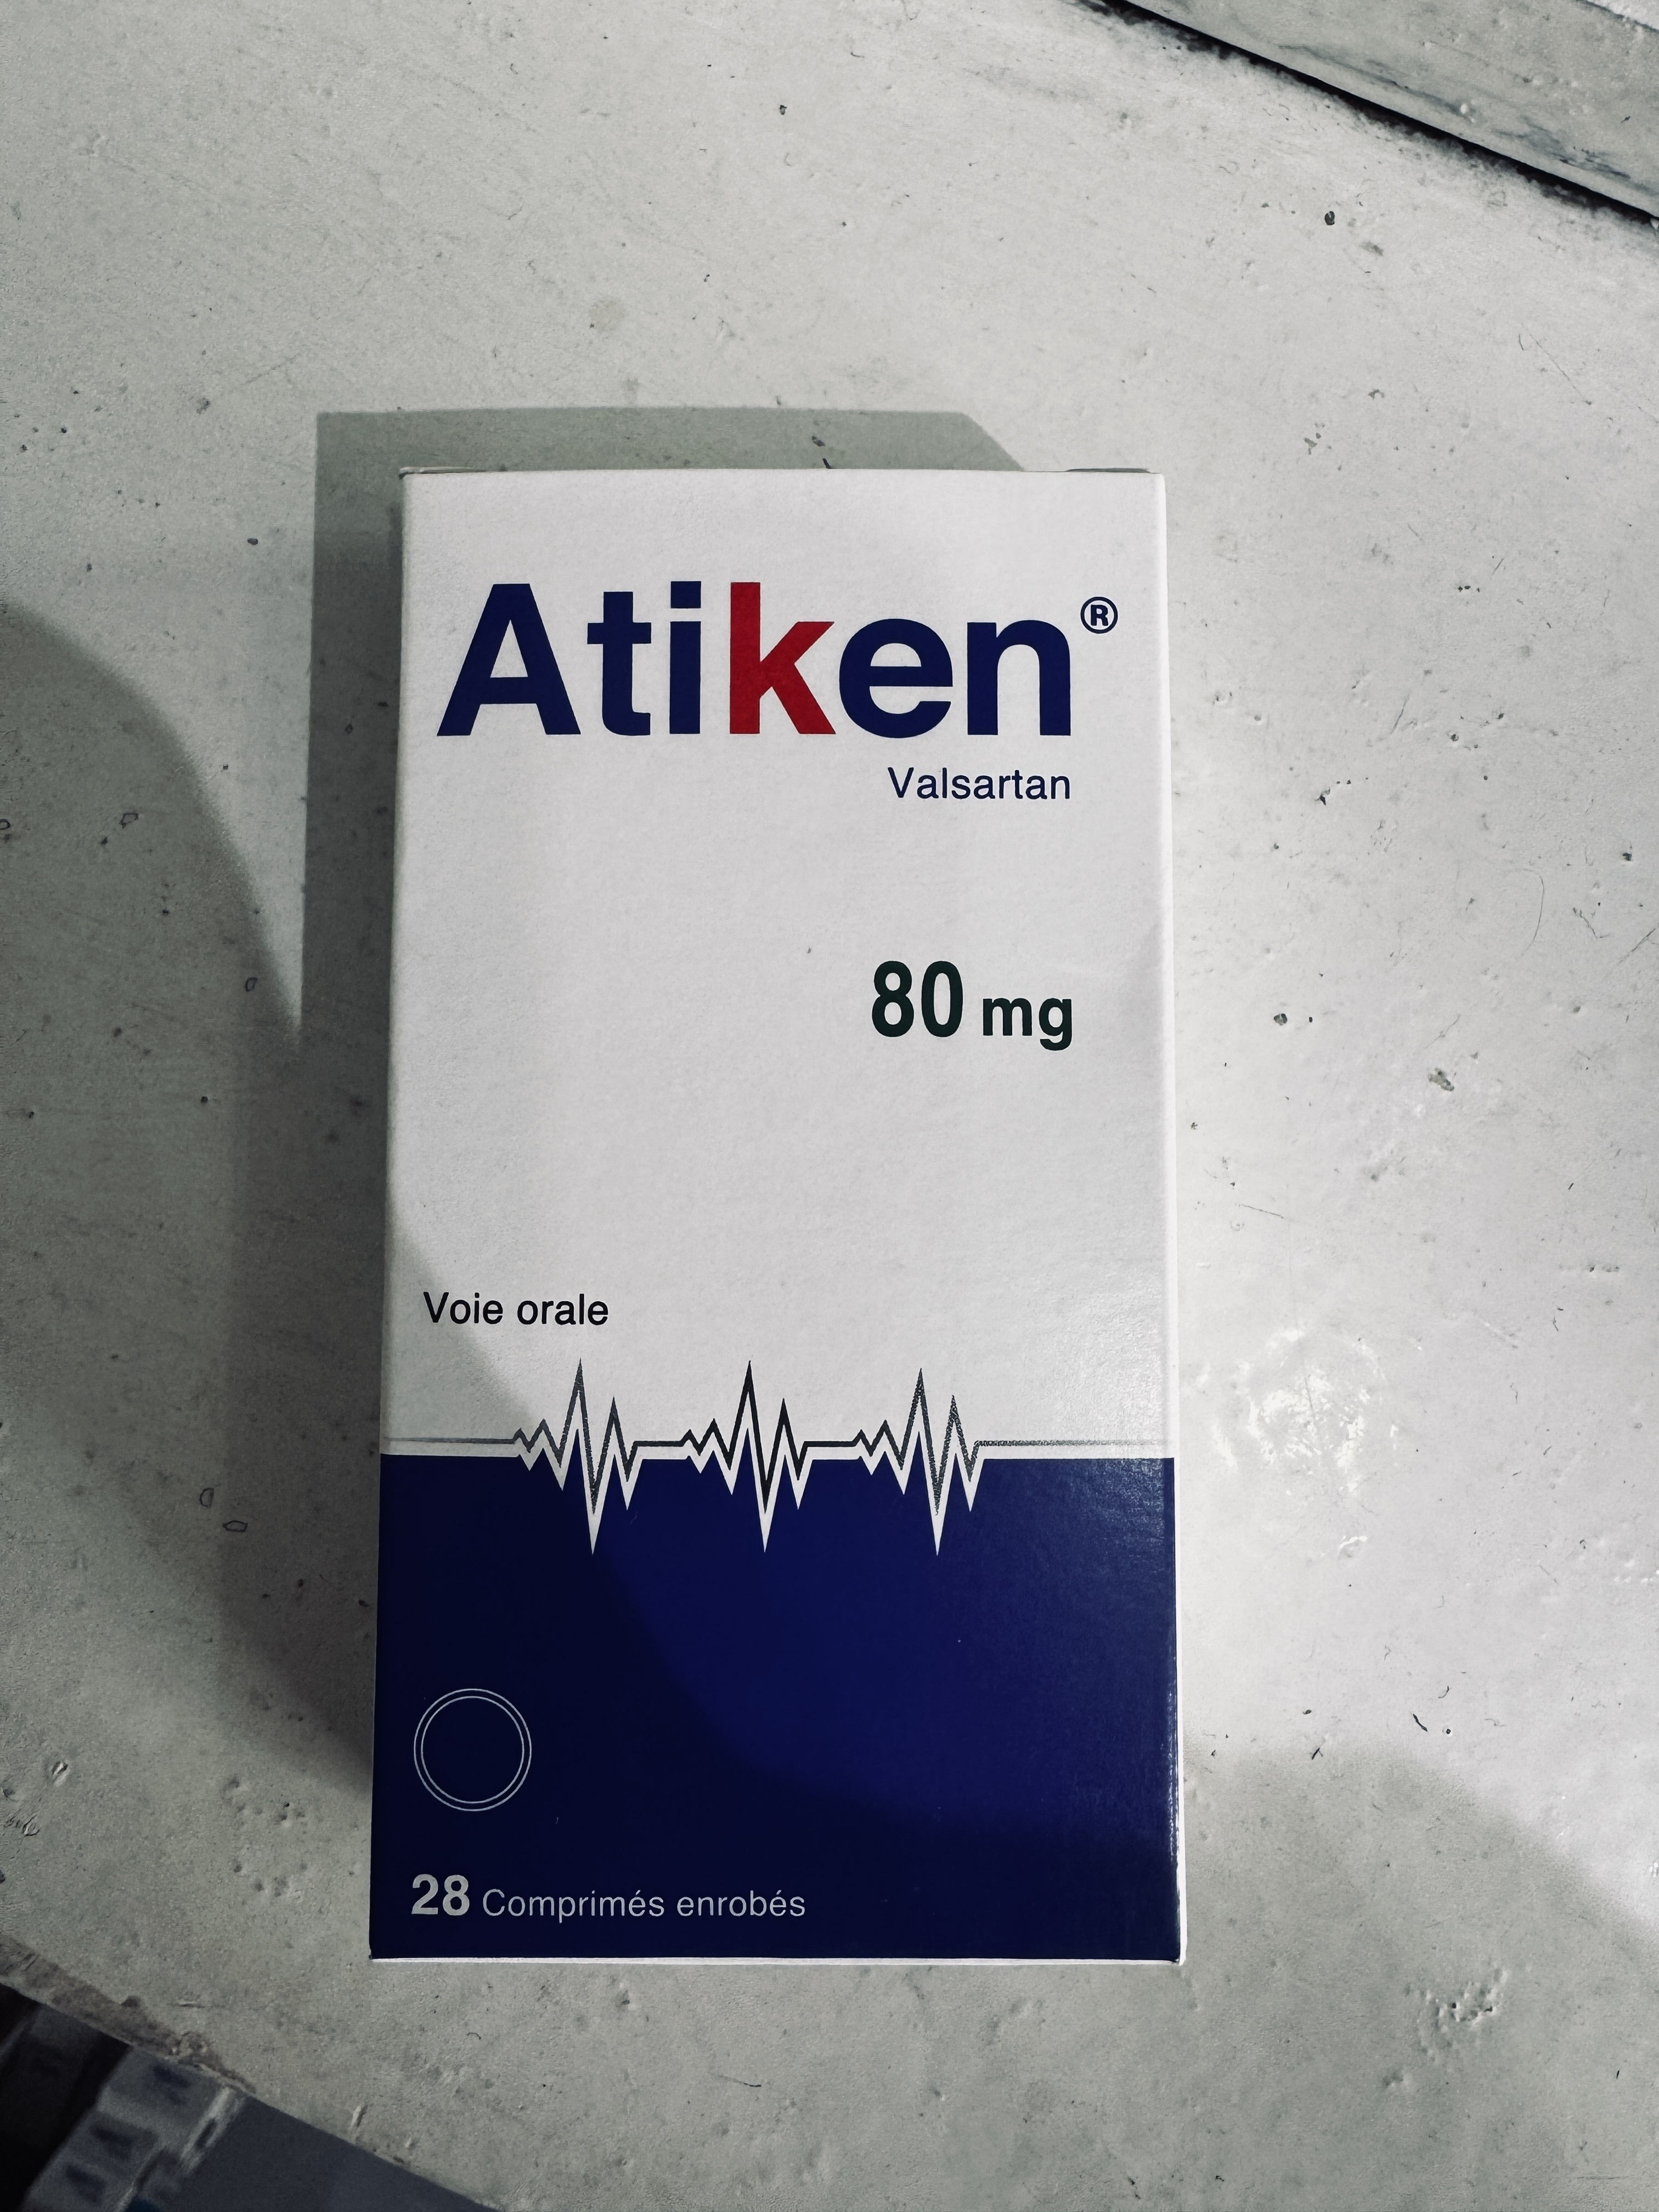 Atiken®
Valsartan
80 mg
Voie orale
28 Comprimés enrobés